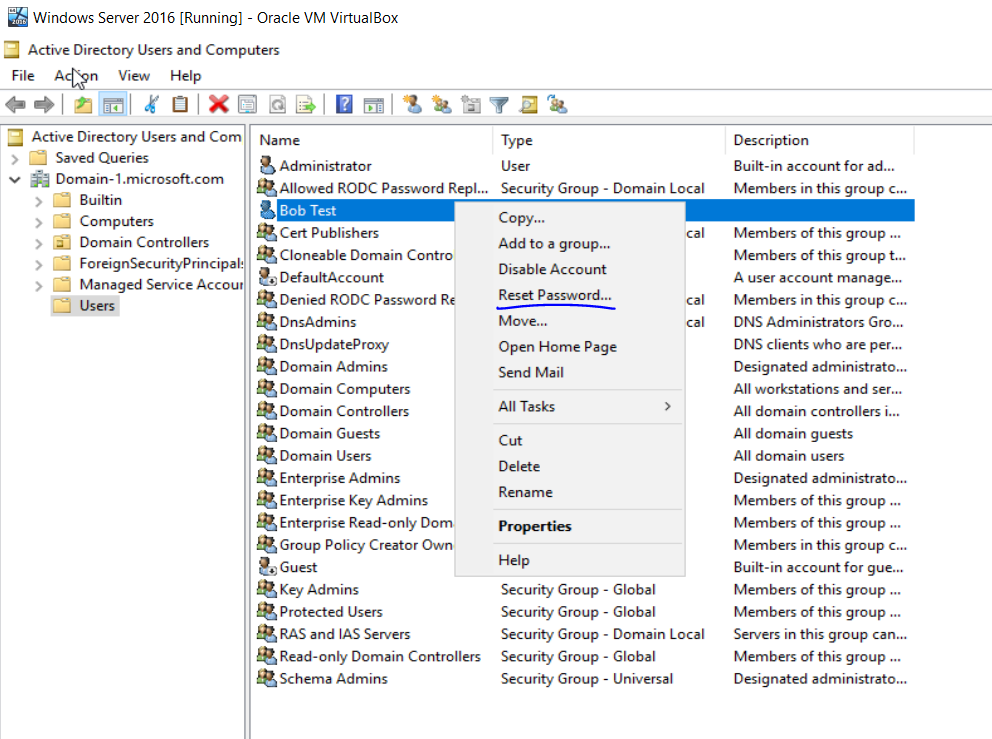 Windows Server 2016 [Running] - Oracle VM VirtualBox
Active Directory Users and Computers
File Action View Help
Active Directory Users and Com
Saved Queries
Domain-1.microsoft.com
Builtin
Computers
Domain Controllers
ForeignSecurityPrincipals
Managed Service Accour
Users
Name Type Description
Administrator User Built-in account for ad...
Allowed RODC Password Repl... Security Group - Domain Local Members in this group c...
Bob Test
Cert Publishers cal Members of this group ...
Cloneable Domain Contro Members of this group t...
DefaultAccount A user account manage...
Denied RODC Password Re cal Members in this group c...
DnsAdmins cal DNS Administrators Gro...
DnsUpdateProxy DNS clients who are per...
Domain Admins Designated administrato...
Domain Computers All workstations and ser...
Domain Controllers All domain controllers i...
Domain Guests All domain guests
Domain Users All domain users
Enterprise Admins Designated administrato...
Enterprise Key Admins Members of this group ...
Enterprise Read-only Dom Members of this group ...
Group Policy Creator Own Members in this group c...
Guest Built-in account for gue...
Key Admins Security Group - Global Members of this group ...
Protected Users Security Group - Global Members of this group ...
RAS and IAS Servers Security Group - Domain Local Servers in this group can...
Read-only Domain Controllers Security Group - Global Members of this group ...
Schema Admins Security Group - Universal Designated administrato...
Copy...
Add to a group...
Disable Account
Reset Password...
Move...
Open Home Page
Send Mail
All Tasks
Cut
Delete
Rename
Properties
Help